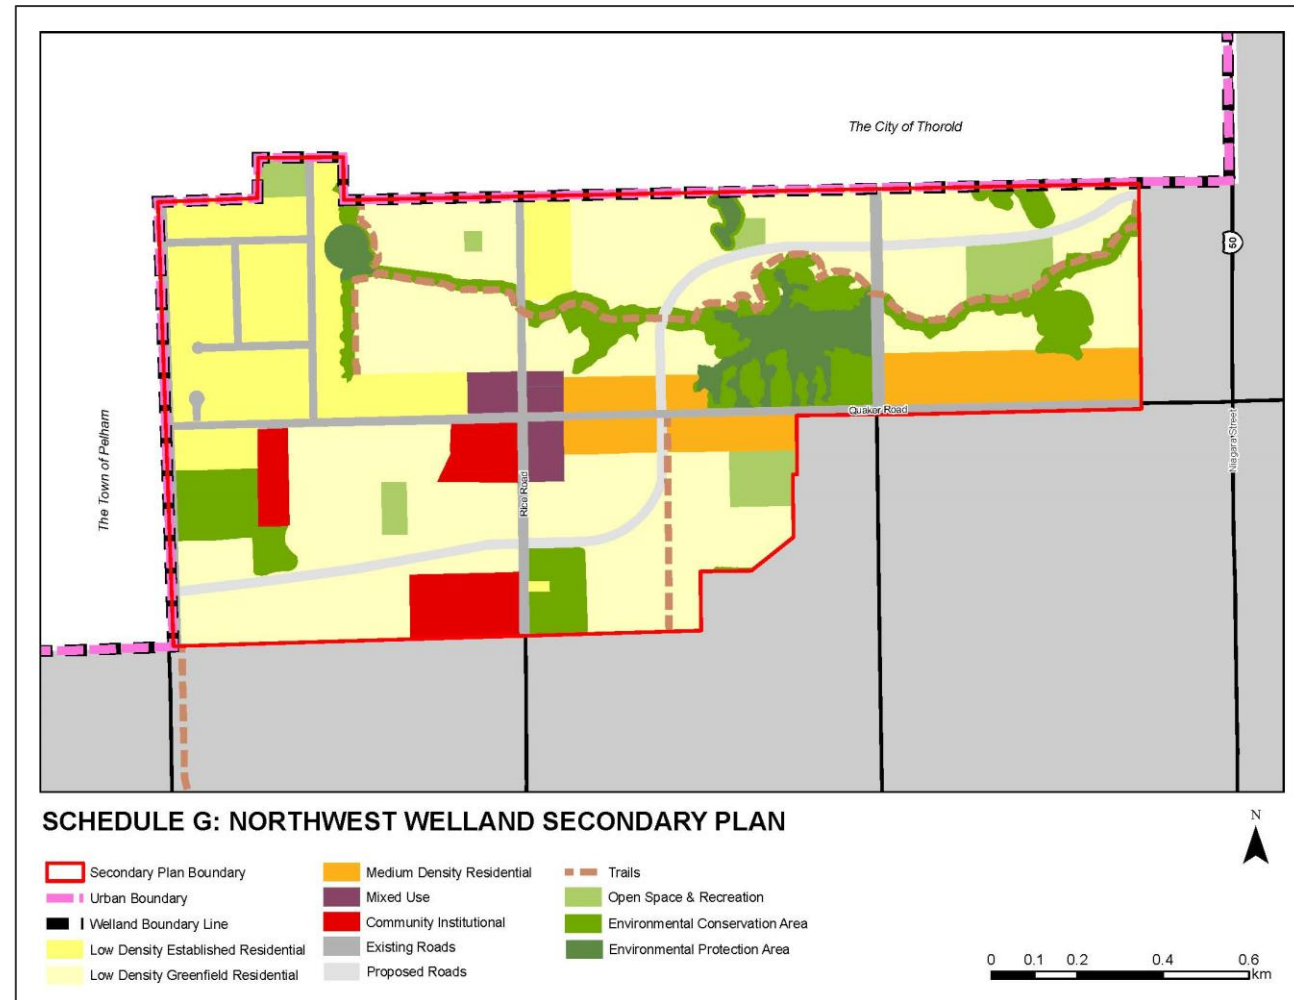 The City of Thorold
50
The Town of Pelham
Quaker Road
Rice Road
Niagara Street
SCHEDULE G: NORTHWEST WELLAND SECONDARY PLAN
N
Secondary Plan Boundary
Urban Boundary
Welland Boundary Line
Low Density Established Residential
Low Density Greenfield Residential
Medium Density Residential
Mixed Use
Community Institutional
Existing Roads
Proposed Roads
Trails
Open Space & Recreation
Environmental Conservation Area
Environmental Protection Area
0 0.1 0.2 0.4 0.6
km